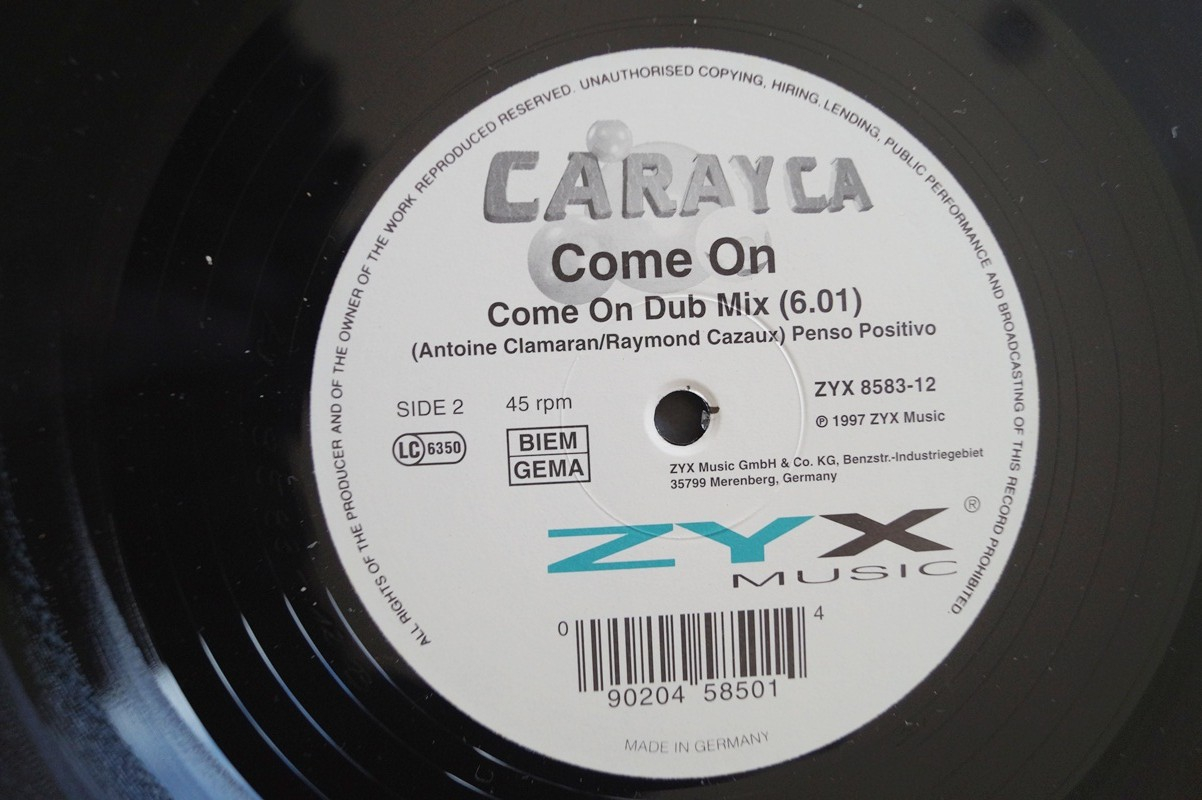 ALL RIGHTS OF THE PRODUCER AND OF THE OWNER OF THE WORK REPRODUCED RESERVED. UNAUTHORISED COPYING, HIRING, LENDING, PUBLIC PERFORMANCE AND BROADCASTING OF THIS RECORD PROHIBITED.
CARAYCA
Come On
Come On Dub Mix (6.01)
(Antoine Clamaran/Raymond Cazaux) Penso Positivo
SIDE 2
45 rpm
ZYX 8583-12
LC 6350
BIEM
GEMA
℗ 1997 ZYX Music
ZYX Music GmbH & Co. KG, Benzstr.-Industriegebiet
35799 Merenberg, Germany
ZYX ®
MUSIC
0 90204 58501 4
MADE IN GERMANY